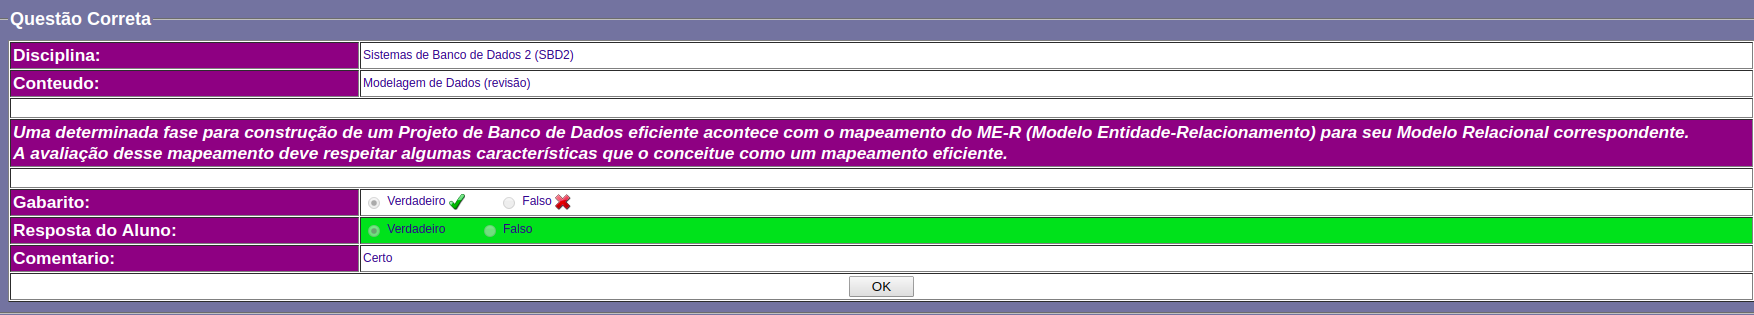 Questão Correta
Disciplina: Sistemas de Banco de Dados 2 (SBD2)
Conteudo: Modelagem de Dados (revisão)
Uma determinada fase para construção de um Projeto de Banco de Dados eficiente acontece com o mapeamento do ME-R (Modelo Entidade-Relacionamento) para seu Modelo Relacional correspondente.
A avaliação desse mapeamento deve respeitar algumas características que o conceitue como um mapeamento eficiente.
Gabarito: Verdadeiro Falso
Resposta do Aluno: Verdadeiro Falso
Comentario: Certo
OK